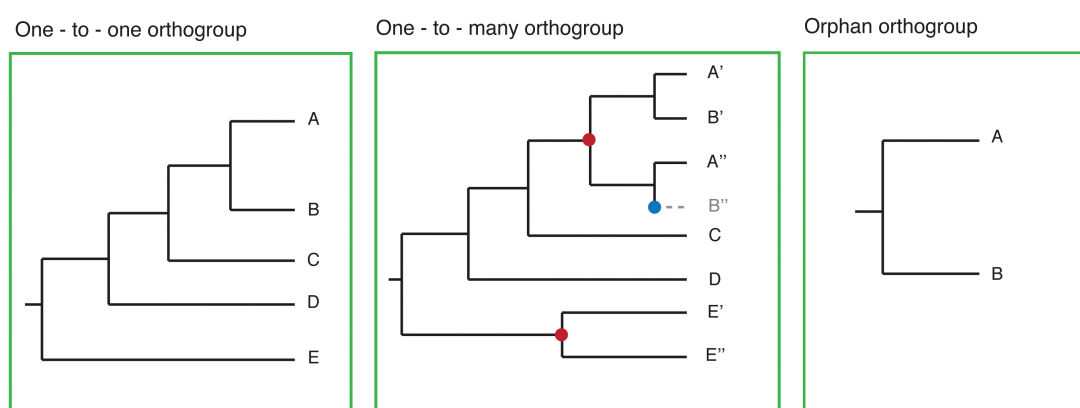 One - to - one orthogroup
A
B
C
D
E
One - to - many orthogroup
A’
B’
A’’
B’’
C
D
E’
E’’
Orphan orthogroup
A
B